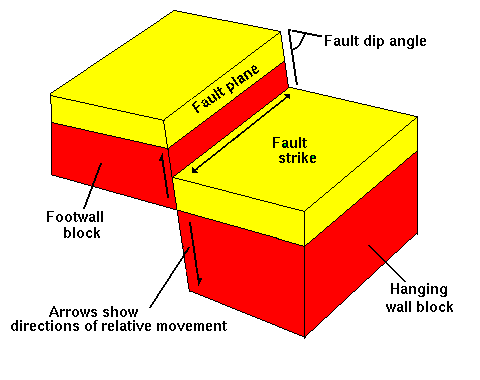 Fault dip angle
Fault plane
Fault
strike
Footwall
block
Hanging
wall block
Arrows show
directions of relative movement